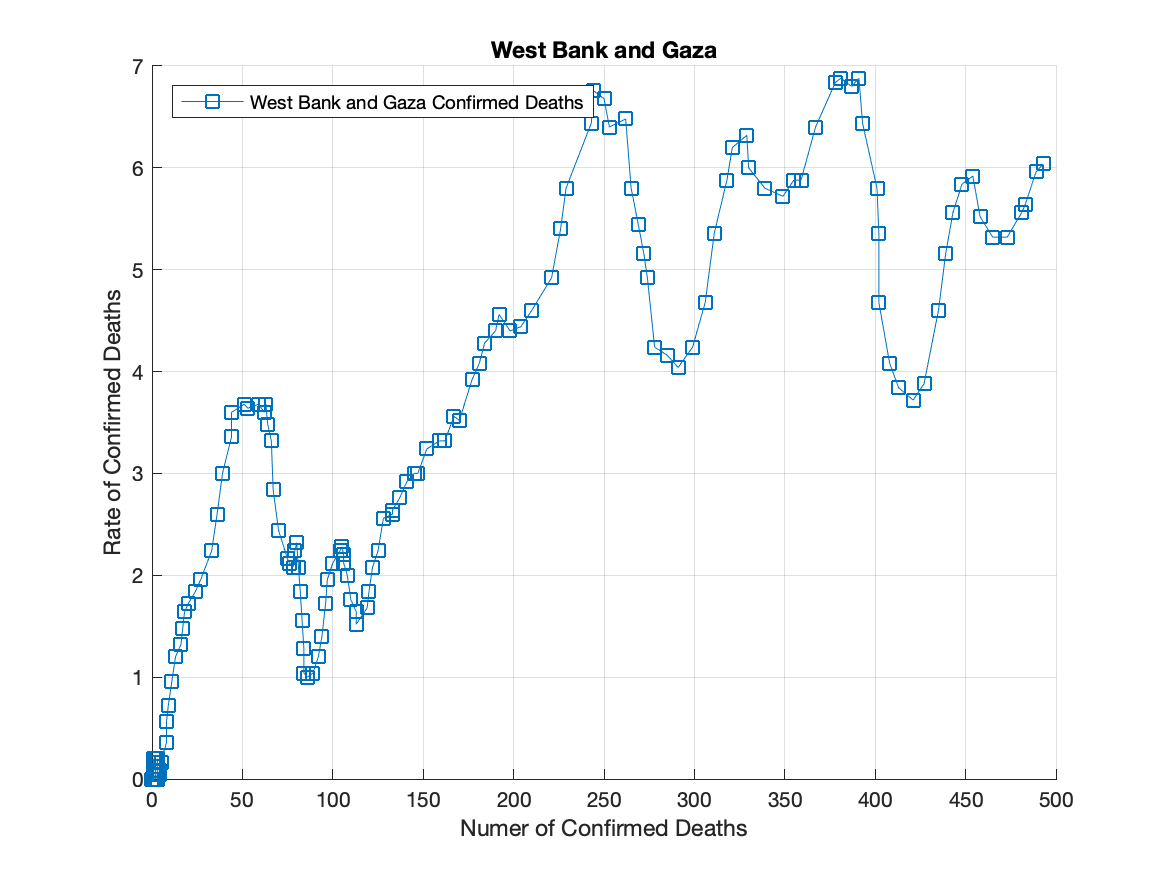 West Bank and Gaza
West Bank and Gaza Confirmed Deaths
7
6
5
4
3
2
1
0
Rate of Confirmed Deaths
0 50 100 150 200 250 300 350 400 450 500
Numer of Confirmed Deaths